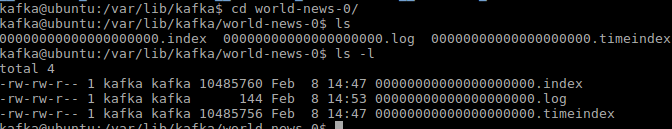 kafka@ubuntu:/var/lib/kafka$ cd world-news-0/
kafka@ubuntu:/var/lib/kafka/world-news-0$ ls
00000000000000000000.index  00000000000000000000.log  00000000000000000000.timeindex
kafka@ubuntu:/var/lib/kafka/world-news-0$ ls -l
total 4
-rw-rw-r-- 1 kafka kafka 10485760 Feb  8 14:47 00000000000000000000.index
-rw-rw-r-- 1 kafka kafka      144 Feb  8 14:53 00000000000000000000.log
-rw-rw-r-- 1 kafka kafka 10485756 Feb  8 14:47 00000000000000000000.timeindex
kafka@ubuntu:/var/lib/kafka/world-news-0$